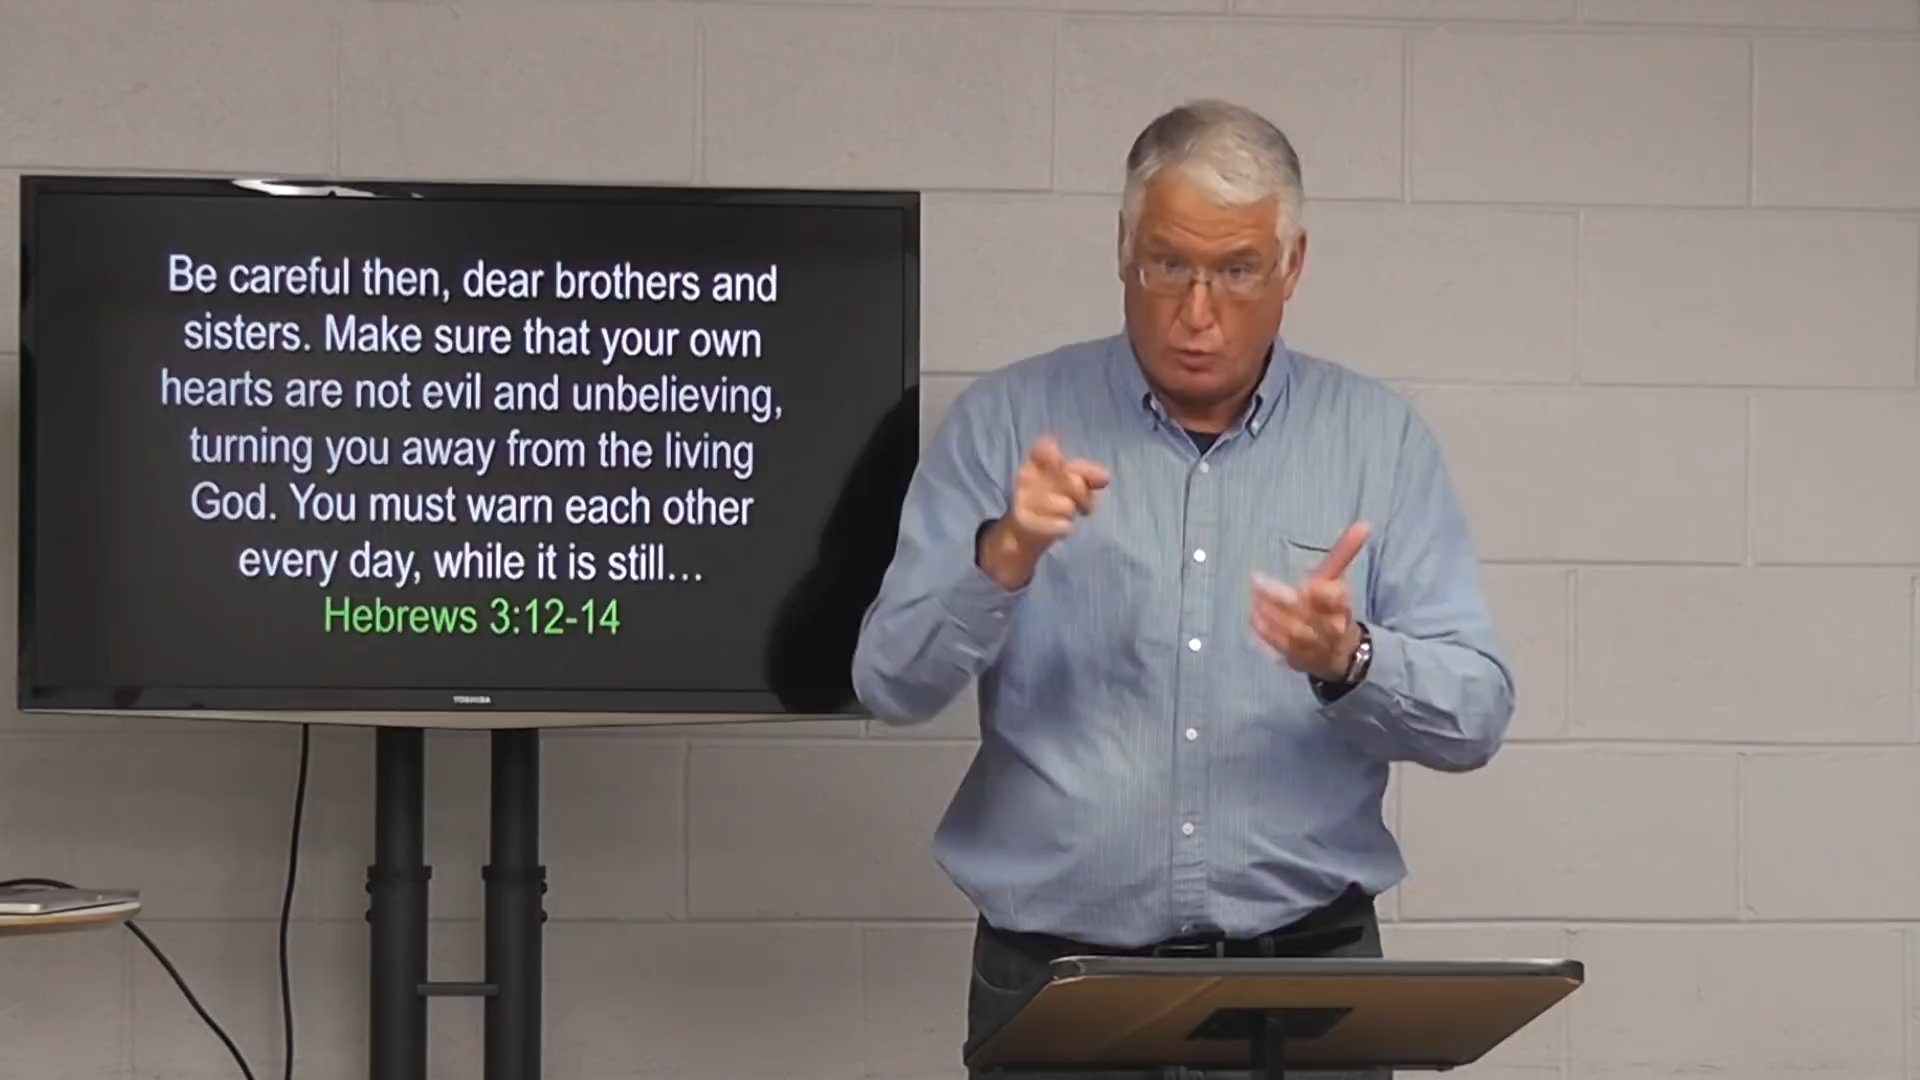 Be careful then, dear brothers and
sisters. Make sure that your own
hearts are not evil and unbelieving,
turning you away from the living
God. You must warn each other
every day, while it is still...
Hebrews 3:12-14
TOSHIBA